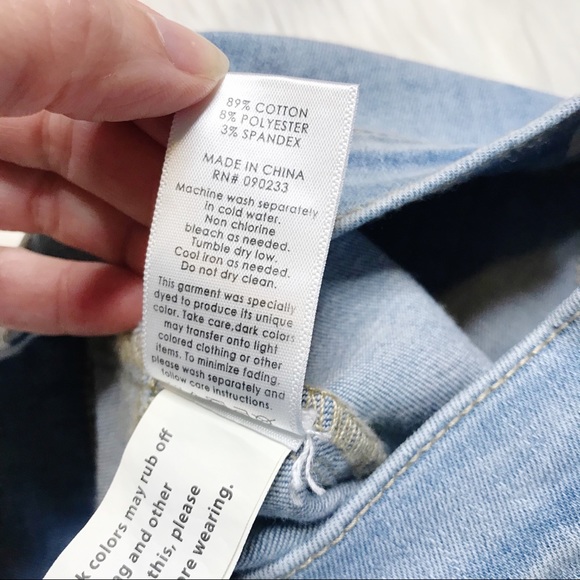 89% COTTON
8% POLYESTER
3% SPANDEX
MADE IN CHINA
RN# 090233
Machine wash separately
in cold water.
Non chlorine
bleach as needed.
Tumble dry low.
Cool iron as needed.
Do not dry clean.
This garment was specially
dyed to produce its unique
color. Take care,dark colors
may transfer onto light
colored clothing or other
items. To minimize fading.
please wash separately and
follow care instructions.
k colors may rub off
g and other
this, please
re wearing.